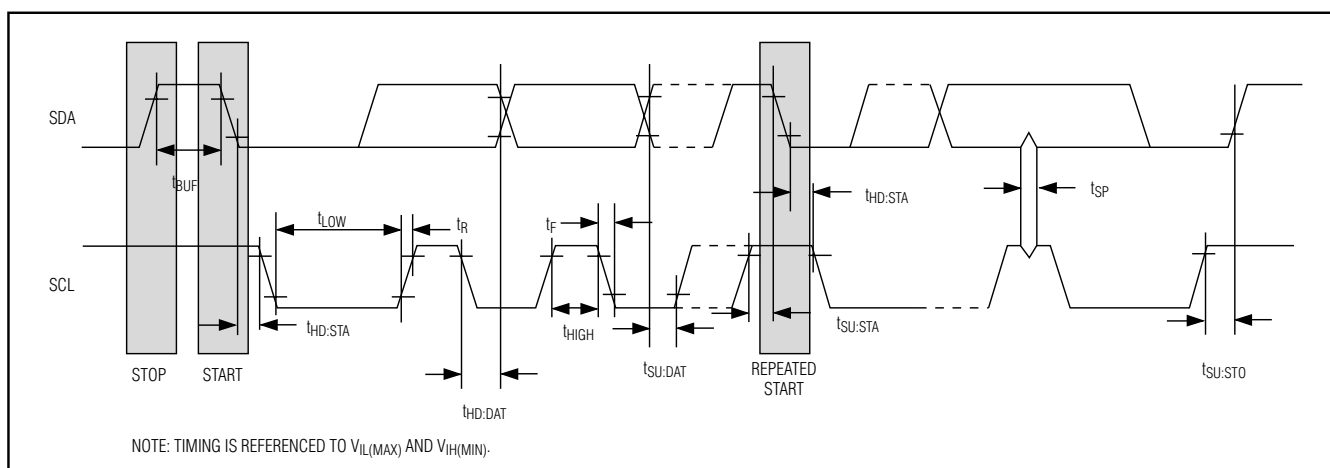 SDA
tBUF
tLOW
tR
tF
tHD:STA
tSP
SCL
tHD:STA
tHIGH
tSU:STA
tSU:DAT
tSU:STO
STOP
START
REPEATED
START
tHD:DAT
NOTE: TIMING IS REFERENCED TO VIL(MAX) AND VIH(MIN).